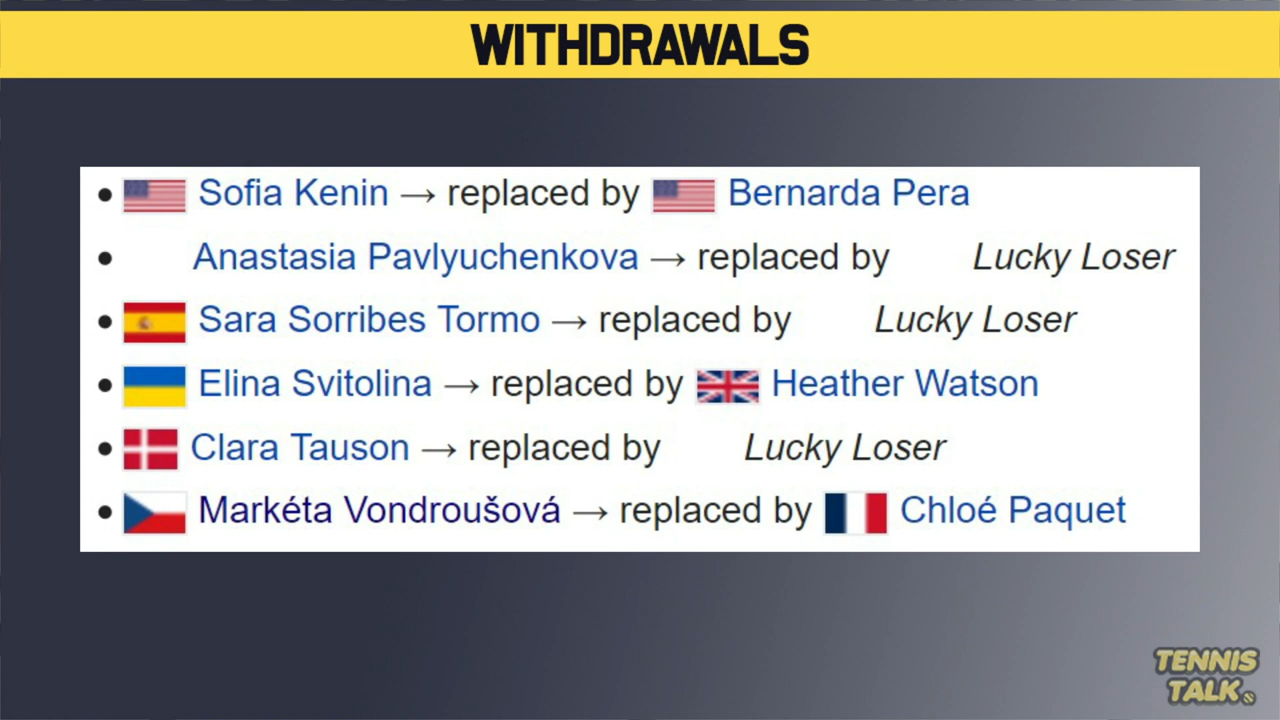 WITHDRAWALS
• Sofia Kenin → replaced by Bernarda Pera
• Anastasia Pavlyuchenkova → replaced by Lucky Loser
• Sara Sorribes Tormo → replaced by Lucky Loser
• Elina Svitolina → replaced by Heather Watson
• Clara Tauson → replaced by Lucky Loser
• Markéta Vondroušová → replaced by Chloé Paquet
TENNIS
TALK